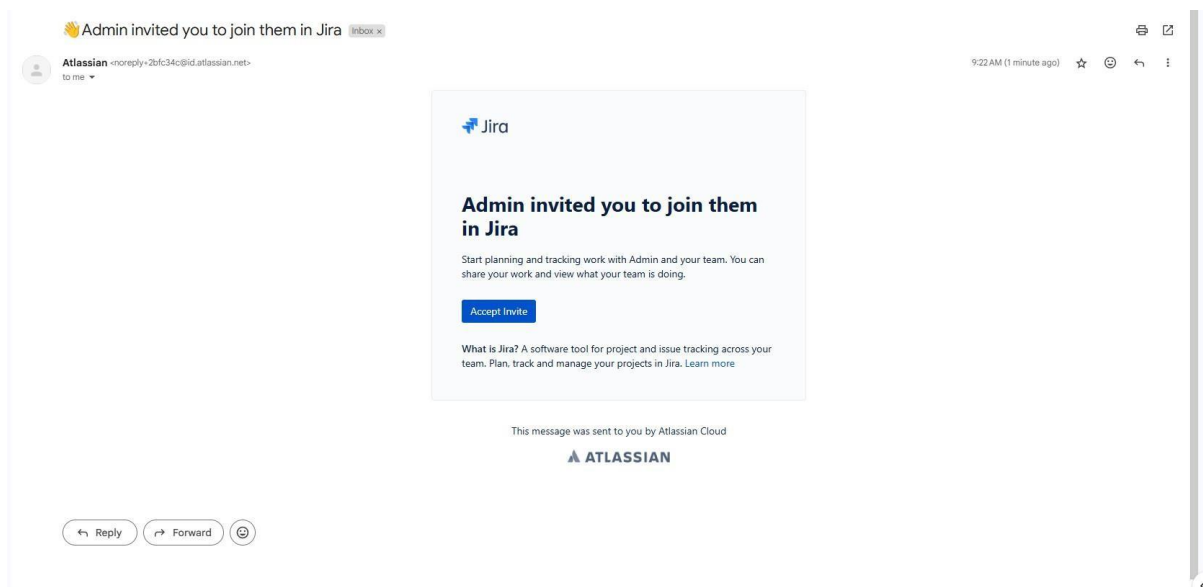 👋Admin invited you to join them in Jira Inbox x
Atlassian <noreply+2bfc34c@id.atlassian.net> 9:22 AM (1 minute ago)
to me
Jira
Admin invited you to join them
in Jira
Start planning and tracking work with Admin and your team. You can
share your work and view what your team is doing.
Accept Invite
What is Jira? A software tool for project and issue tracking across your
team. Plan, track and manage your projects in Jira. Learn more
This message was sent to you by Atlassian Cloud
ATLASSIAN
Reply Forward